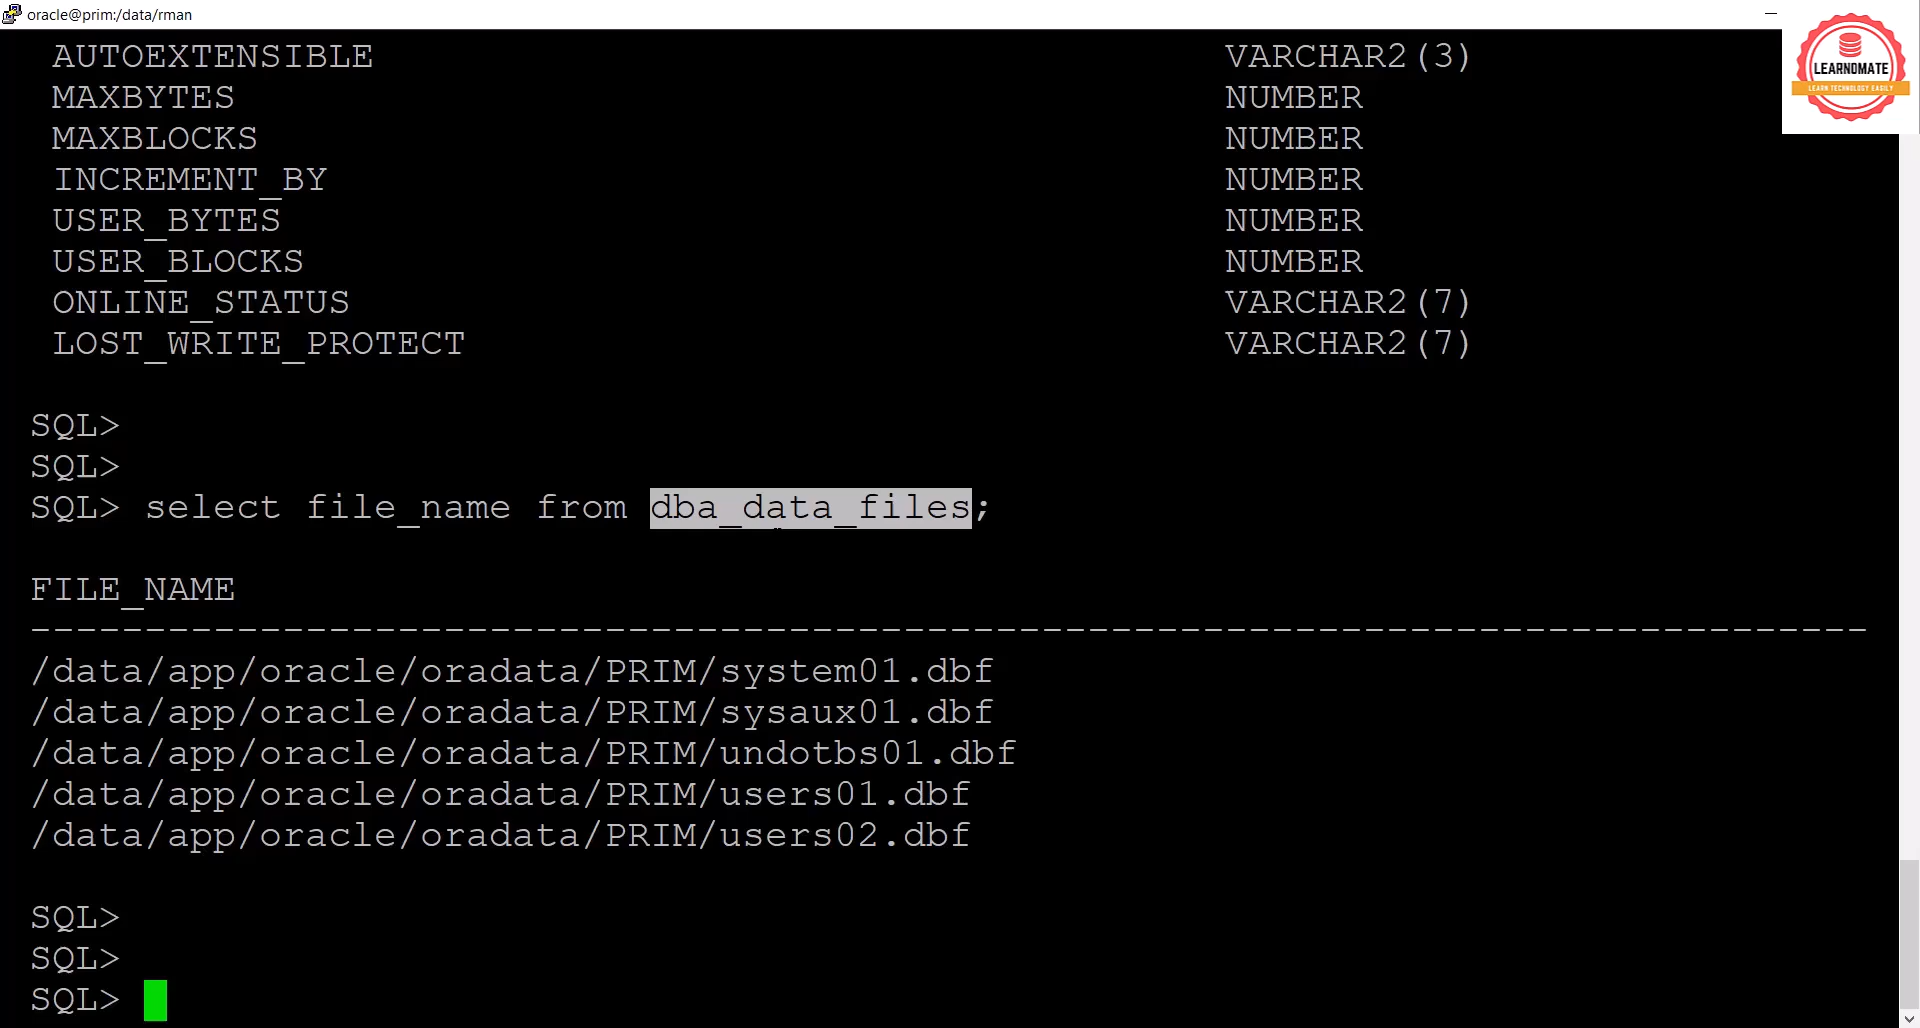 oracle@prim:/data/rman
LEARNOMATE
LEARN TECHNOLOGY EASILY
AUTOEXTENSIBLE VARCHAR2(3)
MAXBYTES NUMBER
MAXBLOCKS NUMBER
INCREMENT_BY NUMBER
USER_BYTES NUMBER
USER_BLOCKS NUMBER
ONLINE_STATUS VARCHAR2(7)
LOST_WRITE_PROTECT VARCHAR2(7)
SQL>
SQL>
SQL> select file_name from dba_data_files;
FILE_NAME
--------------------------------------------------------------------------------
/data/app/oracle/oradata/PRIM/system01.dbf
/data/app/oracle/oradata/PRIM/sysaux01.dbf
/data/app/oracle/oradata/PRIM/undotbs01.dbf
/data/app/oracle/oradata/PRIM/users01.dbf
/data/app/oracle/oradata/PRIM/users02.dbf
SQL>
SQL>
SQL>